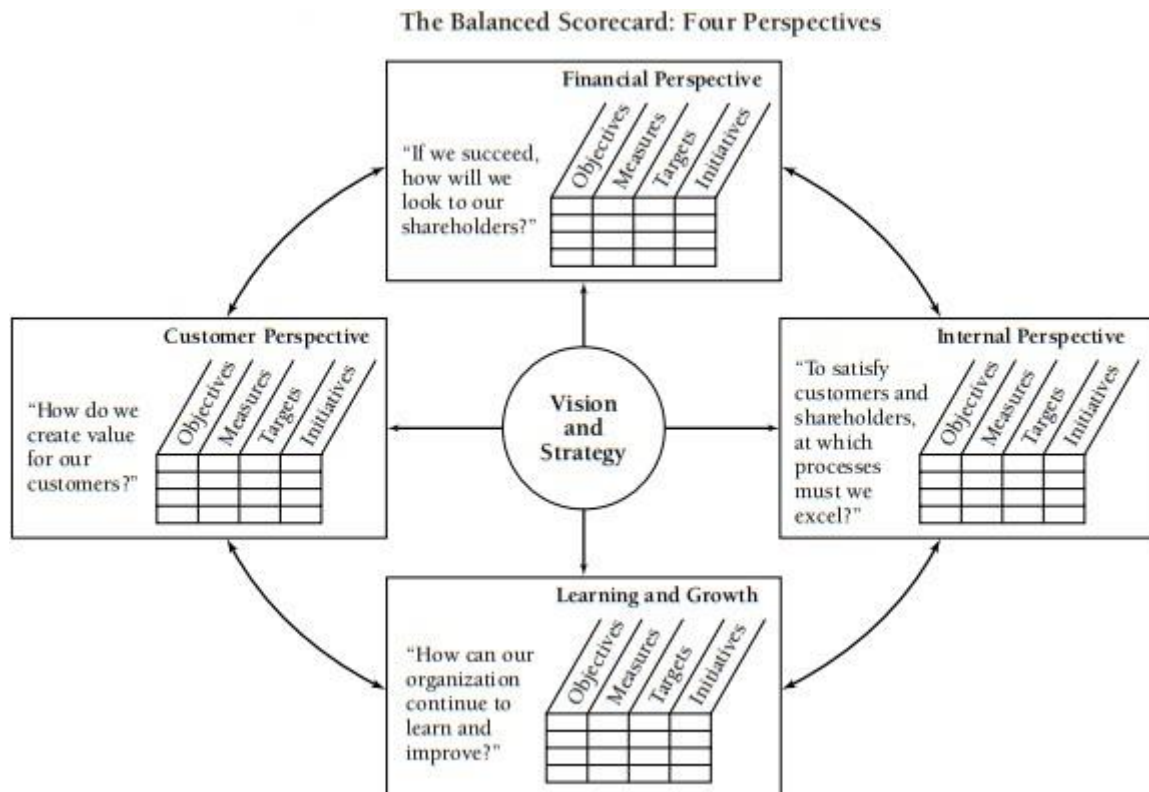 The Balanced Scorecard: Four Perspectives
Financial Perspective
Objectives
Measures
Targets
Initiatives
“If we succeed,
how will we
look to our
shareholders?”
Customer Perspective
Objectives
Measures
Targets
Initiatives
“How do we
create value
for our
customers?”
Vision
and
Strategy
Internal Perspective
Objectives
Measures
Targets
Initiatives
“To satisfy
customers and
shareholders,
at which
processes
must we
excel?”
Learning and Growth
Objectives
Measures
Targets
Initiatives
“How can our
organization
continue to
learn and
improve?”